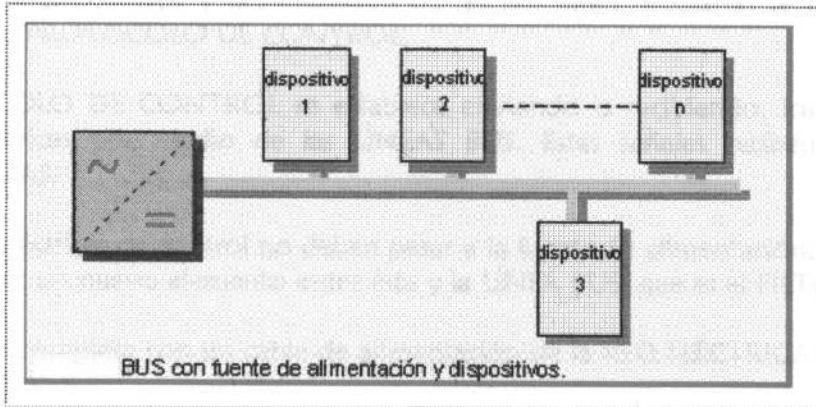 dispositivo
1
dispositivo
2
dispositivo
n
dispositivo
3
BUS con fuente de alimentación y dispositivos.